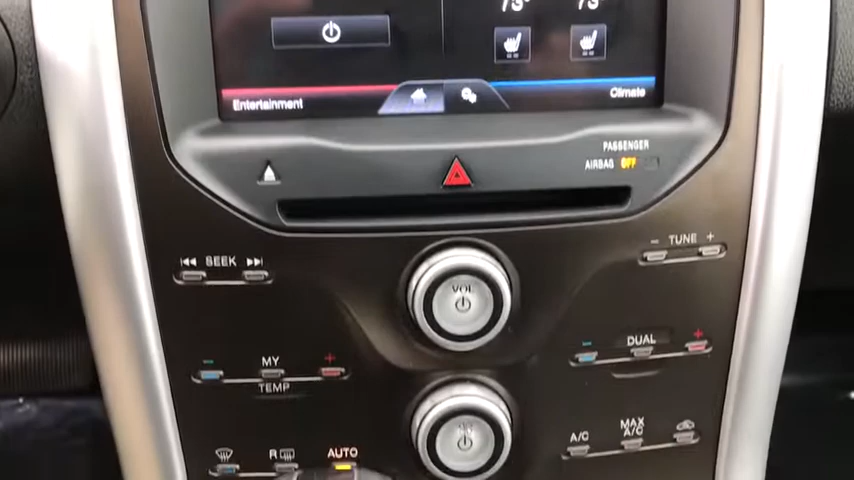 73° 73°
Entertainment Climate
PASSENGER
AIRBAG OFF
SEEK
- TUNE +
VOL
- MY +
TEMP
- DUAL +
R AUTO
A/C MAX
A/C